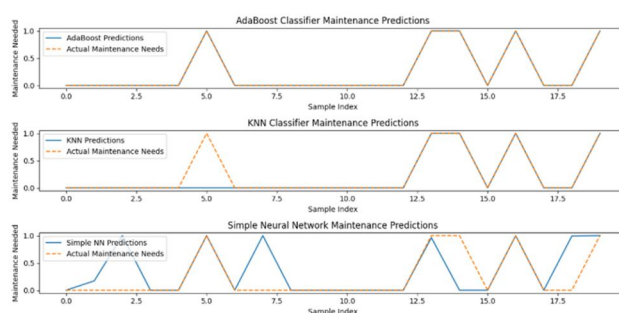 AdaBoost Classifier Maintenance Predictions
Maintenance Needed
1.0
0.5
0.0
AdaBoost Predictions
Actual Maintenance Needs
0.0 2.5 5.0 7.5 10.0 12.5 15.0 17.5
Sample Index
KNN Classifier Maintenance Predictions
Maintenance Needed
1.0
0.5
0.0
KNN Predictions
Actual Maintenance Needs
0.0 2.5 5.0 7.5 10.0 12.5 15.0 17.5
Sample Index
Simple Neural Network Maintenance Predictions
Maintenance Needed
1.0
0.5
0.0
Simple NN Predictions
Actual Maintenance Needs
0.0 2.5 5.0 7.5 10.0 12.5 15.0 17.5
Sample Index